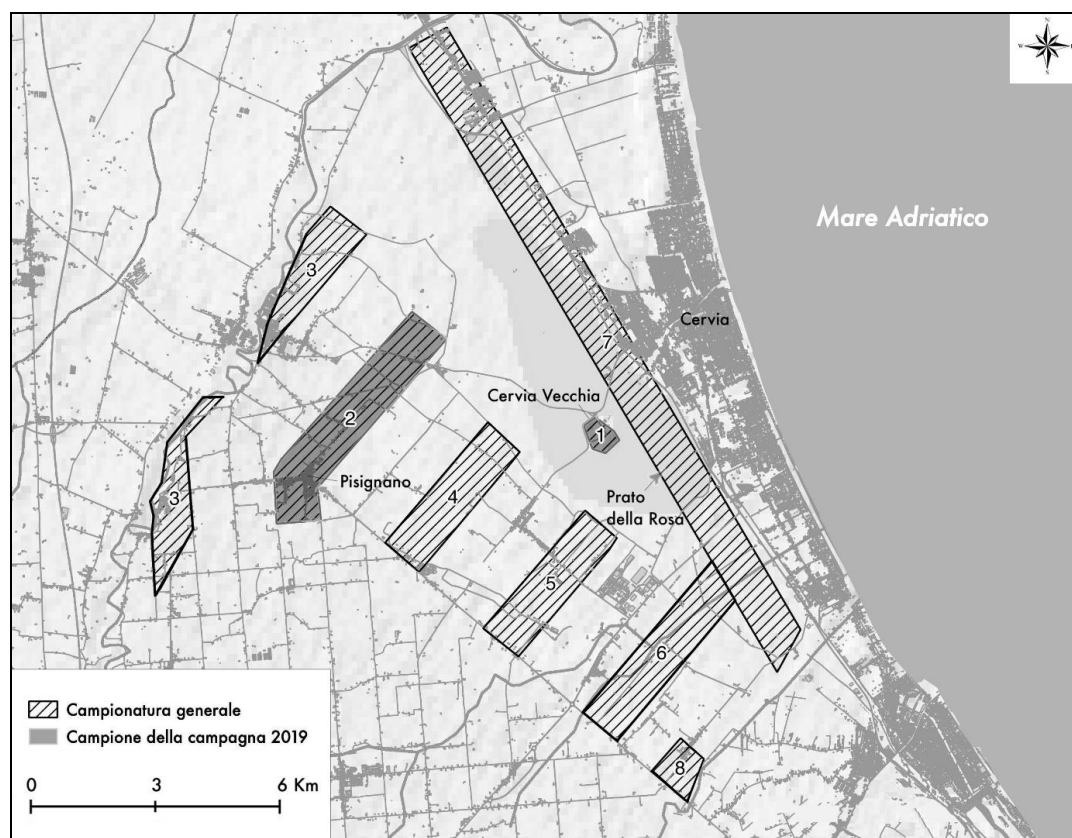 N
W
S
Mare Adriatico
3
7
Cervia
Cervia Vecchia
1
2
3
Pisignano
4
Prato
della Rosa
5
6
8
Campionatura generale
Campione della campagna 2019
0 3 6 Km